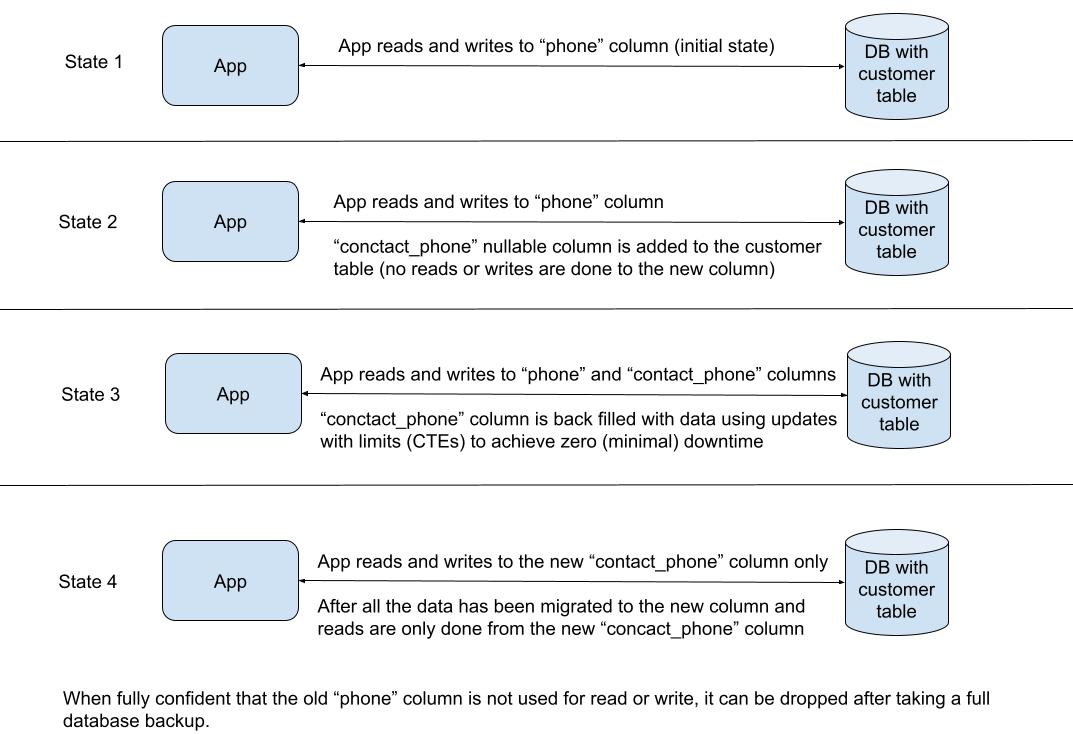 State 1
App
App reads and writes to “phone” column (initial state)
DB with
customer
table
State 2
App
App reads and writes to “phone” column
“conctact_phone” nullable column is added to the customer
table (no reads or writes are done to the new column)
DB with
customer
table
State 3
App
App reads and writes to “phone” and “contact_phone” columns
“conctact_phone” column is back filled with data using updates
with limits (CTEs) to achieve zero (minimal) downtime
DB with
customer
table
State 4
App
App reads and writes to the new “contact_phone” column only
After all the data has been migrated to the new column and
reads are only done from the new “concact_phone” column
DB with
customer
table
When fully confident that the old “phone” column is not used for read or write, it can be dropped after taking a full
database backup.